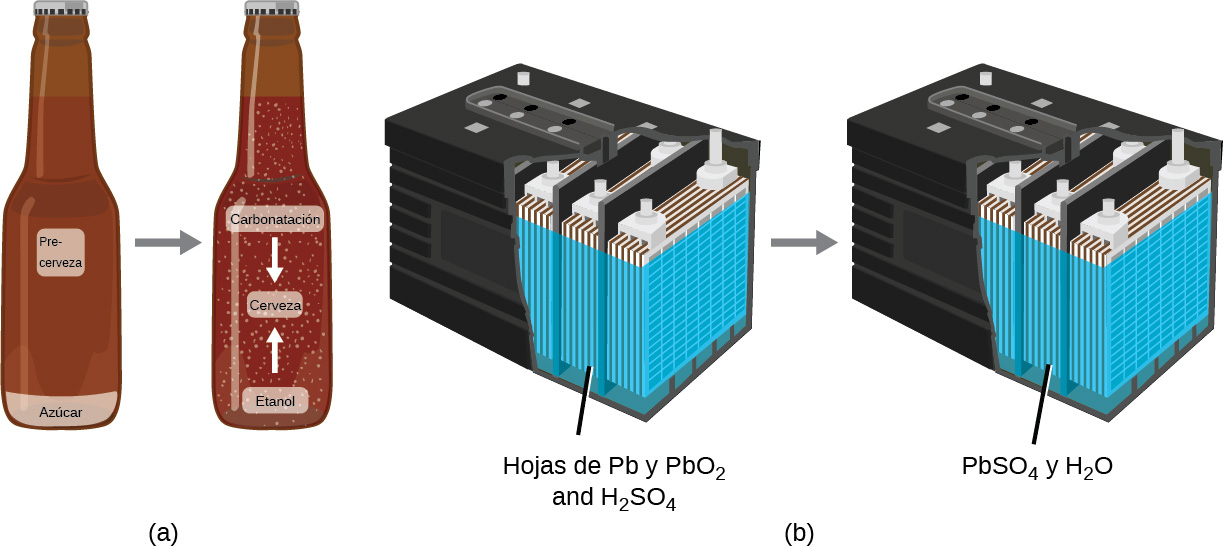 Pre-
cerveza
Azúcar
Carbonatación
Cerveza
Etanol
(a)
Hojas de Pb y PbO₂
and H₂SO₄
PbSO₄ y H₂O
(b)